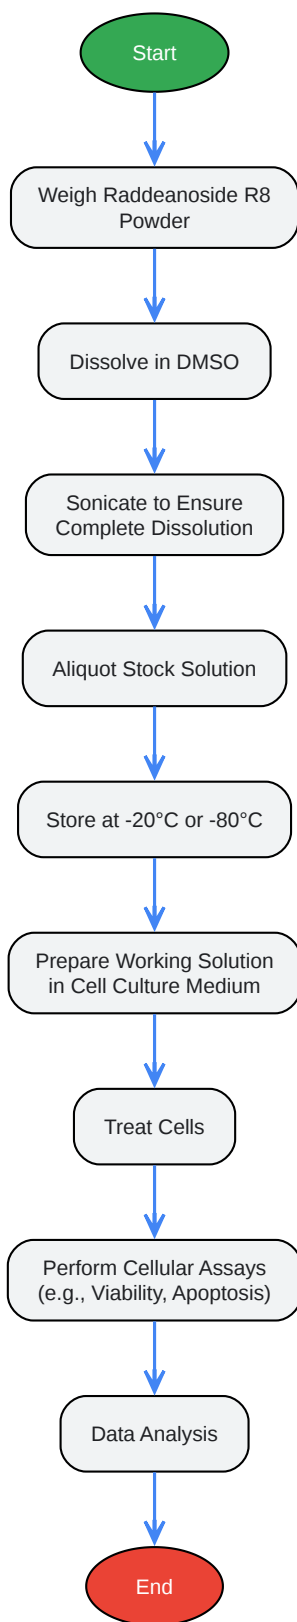 Start
Weigh Raddeanoside R8
Powder
Dissolve in DMSO
Sonicate to Ensure
Complete Dissolution
Aliquot Stock Solution
Store at -20°C or -80°C
Prepare Working Solution
in Cell Culture Medium
Treat Cells
Perform Cellular Assays
(e.g., Viability, Apoptosis)
Data Analysis
End